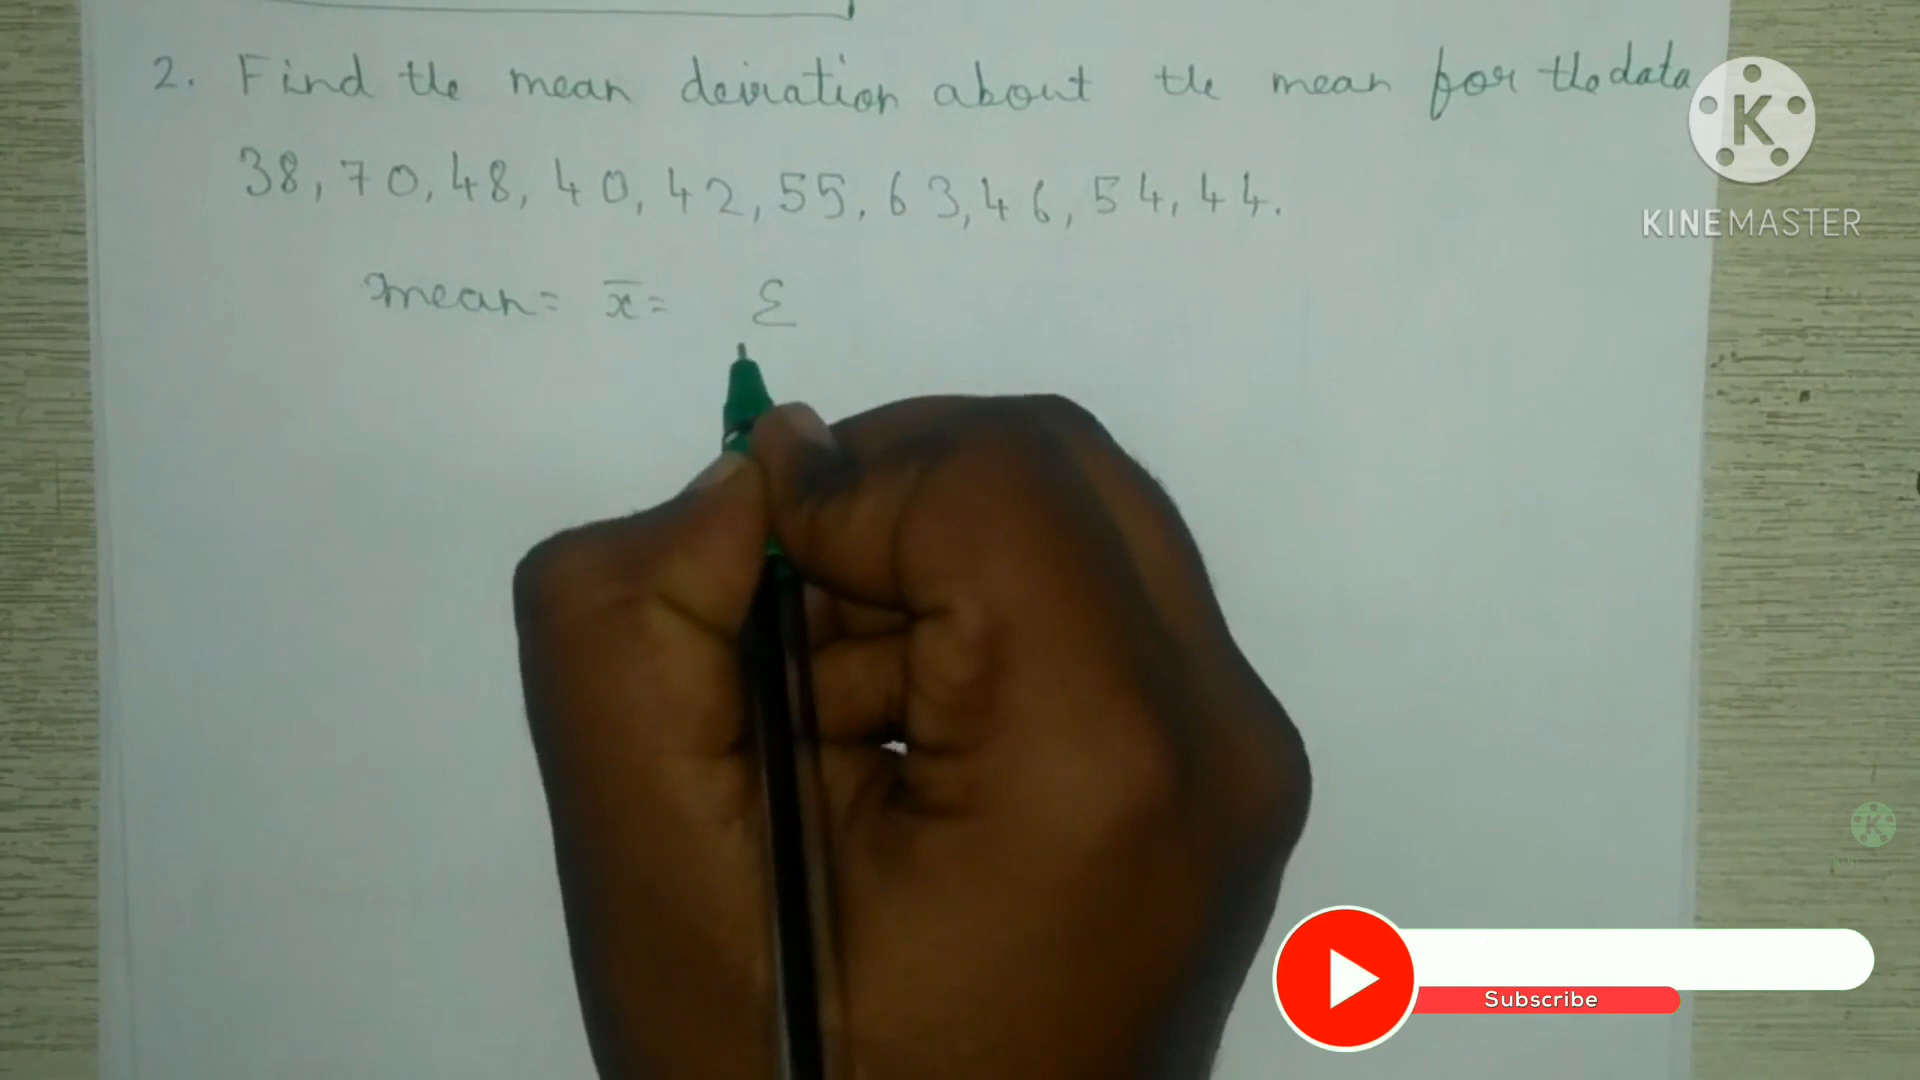 2. Find the mean deviation about the mean for the data
38, 70, 48, 40, 42, 55, 63, 46, 54, 44.
mean = x̄ = Σ
K
KINEMASTER
Subscribe